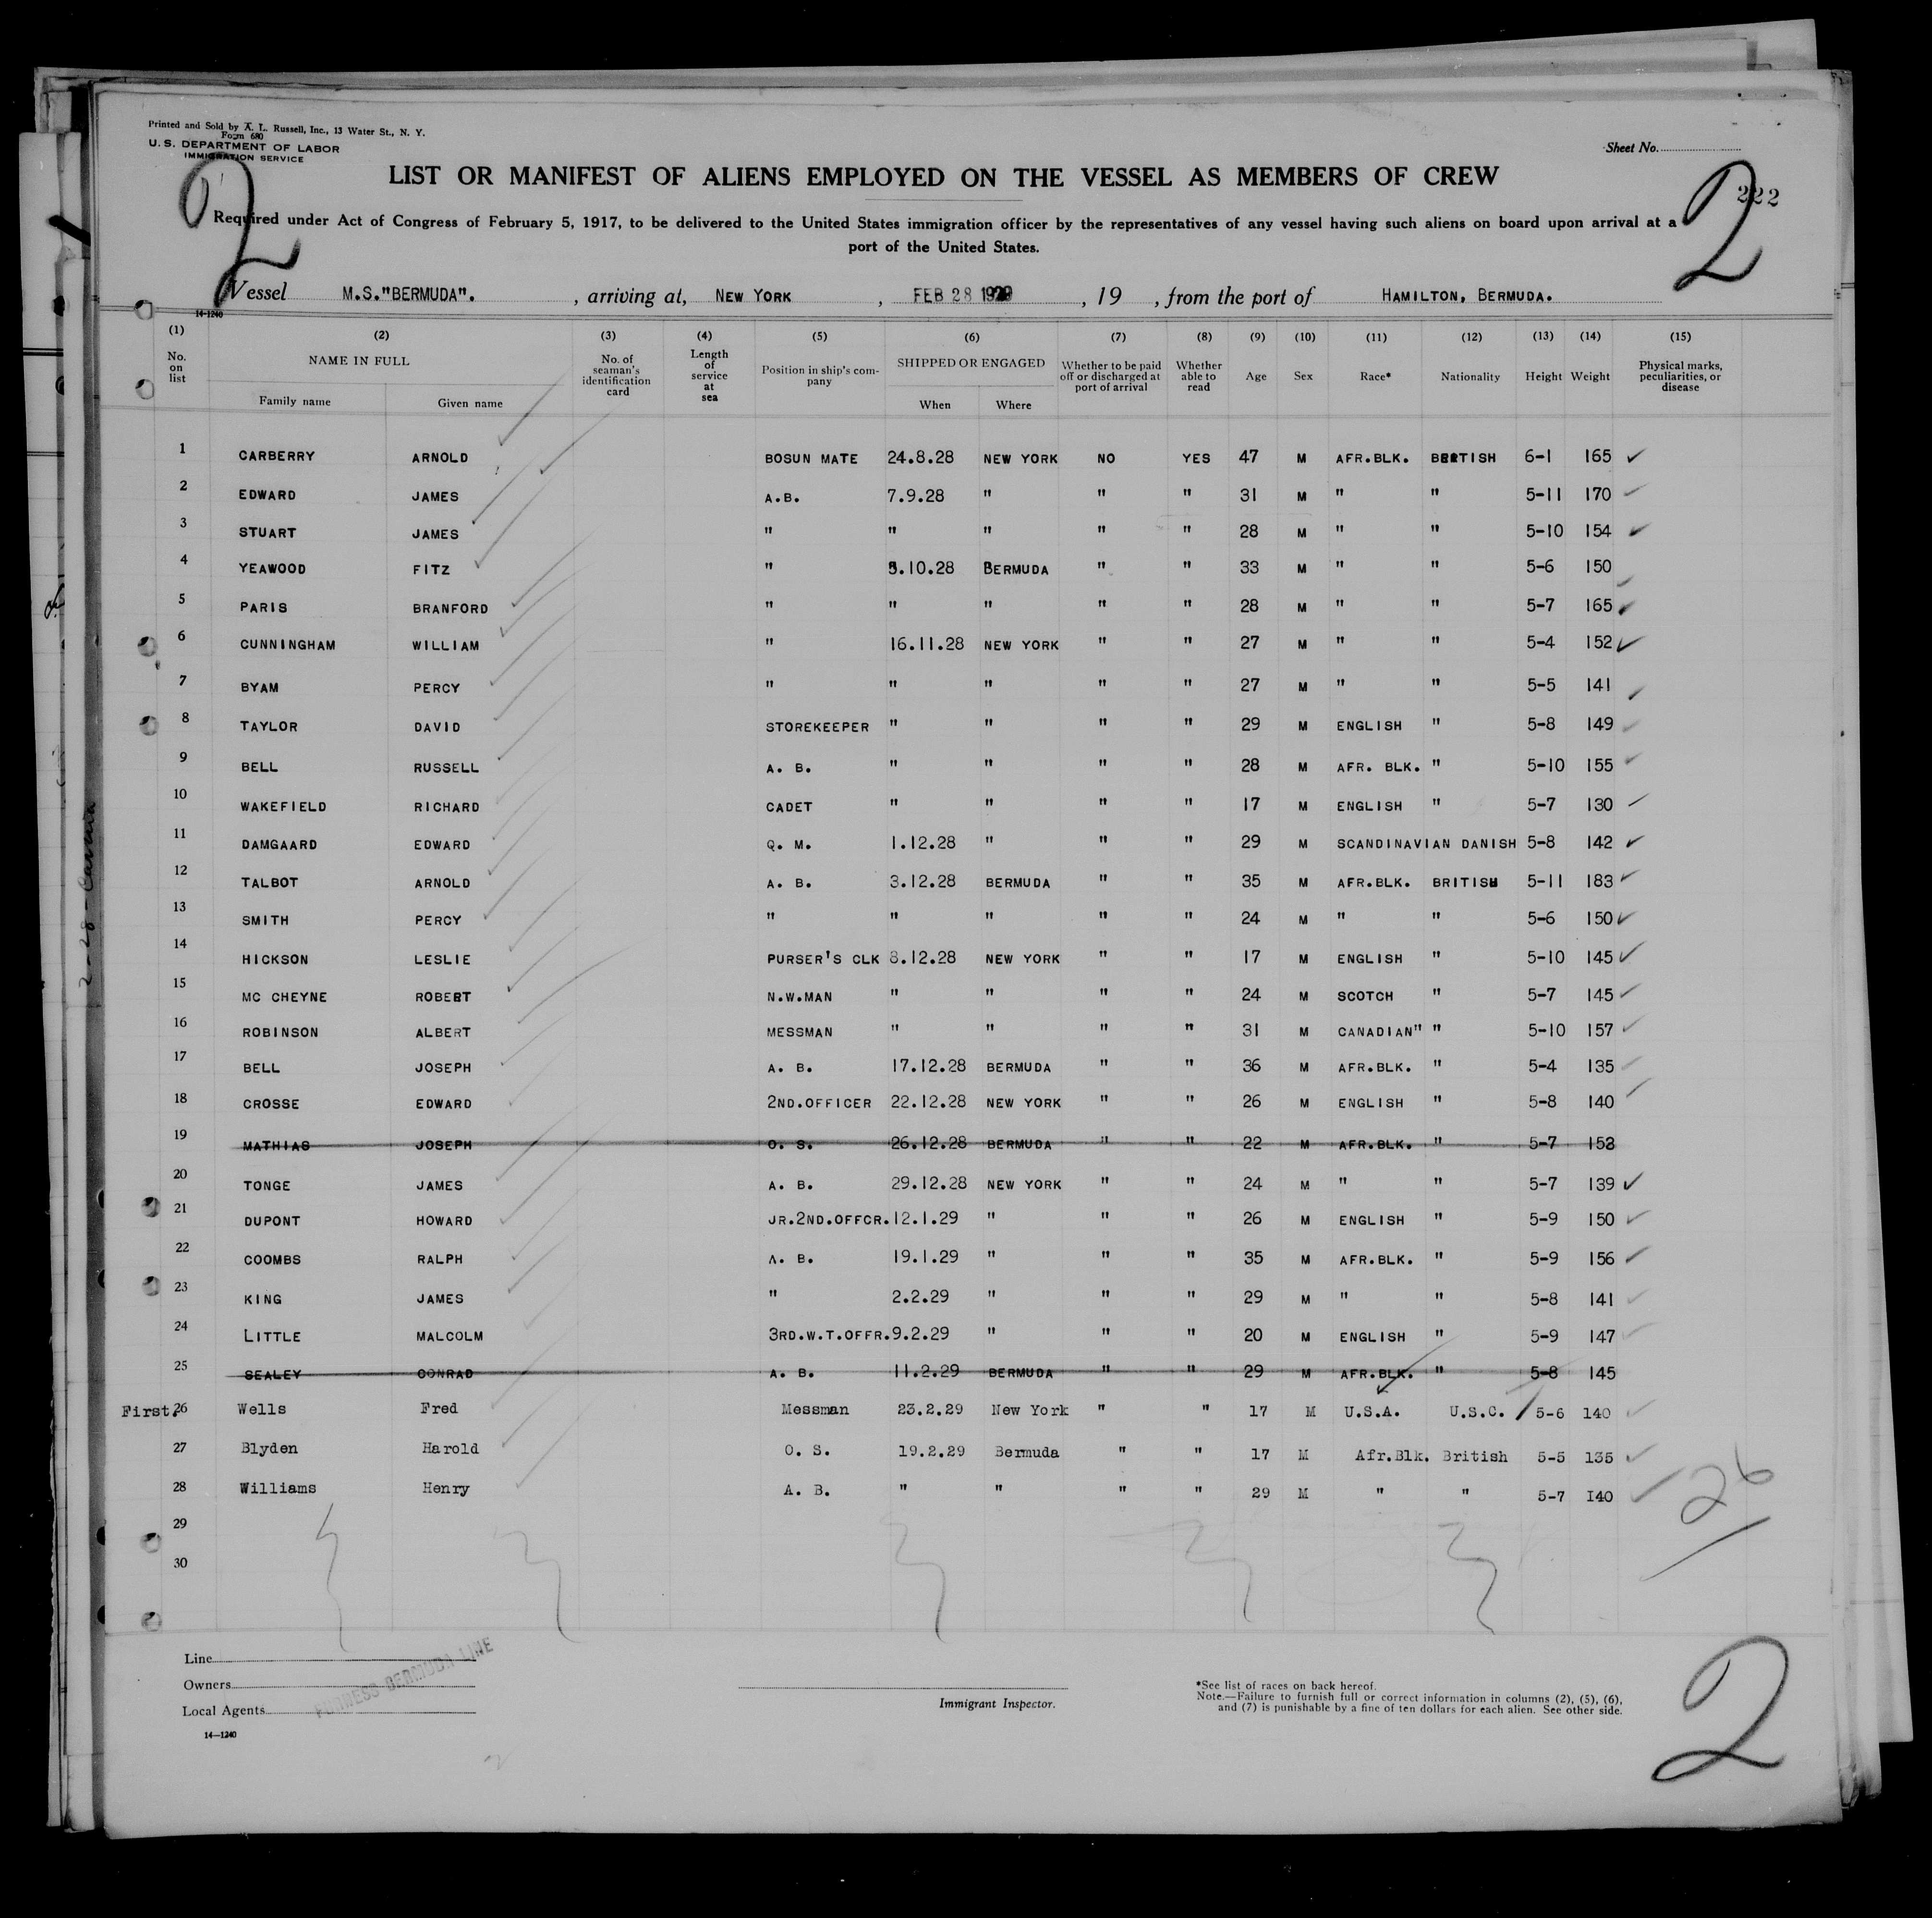 Printed and Sold by A. L. Russell, Inc., 13 Water St., N. Y.
Form 680
U.S. DEPARTMENT OF LABOR
IMMIGRATION SERVICE
Sheet No.
LIST OR MANIFEST OF ALIENS EMPLOYED ON THE VESSEL AS MEMBERS OF CREW
2 2 222
Required under Act of Congress of February 5, 1917, to be delivered to the United States immigration officer by the representatives of any vessel having such aliens on board upon arrival at a
port of the United States.
Vessel M.S."BERMUDA". , arriving at, NEW YORK , FEB 28 1929 , 19 , from the port of HAMILTON, BERMUDA.
14-1240
(1) (2) (3) (4) (5) (6) (7) (8) (9) (10) (11) (12) (13) (14) (15)
No. on list NAME IN FULL No. of seaman's identification card Length of service at sea Position in ship's company SHIPPED OR ENGAGED Whether to be paid off or discharged at port of arrival Whether able to read Age Sex Race* Nationality Height Weight Physical marks, peculiarities, or disease
Family name Given name When Where
1 CARBERRY ARNOLD BOSUN MATE 24.8.28 NEW YORK NO YES 47 M AFR.BLK. BRITISH 6-1 165
2 EDWARD JAMES A.B. 7.9.28 " " " 31 M " " 5-11 170
3 STUART JAMES " " " " " 28 M " " 5-10 154
4 YEAWOOD FITZ " 3.10.28 BERMUDA " " 33 M " " 5-6 150
5 PARIS BRANFORD " " " " " 28 M " " 5-7 165
6 CUNNINGHAM WILLIAM " 16.11.28 NEW YORK " " 27 M " " 5-4 152
7 BYAM PERCY " " " " " 27 M " " 5-5 141
8 TAYLOR DAVID STOREKEEPER " " " " 29 M ENGLISH " 5-8 149
9 BELL RUSSELL A. B. " " " " 28 M AFR. BLK. " 5-10 155
10 WAKEFIELD RICHARD CADET " " " " 17 M ENGLISH " 5-7 130
11 DAMGAARD EDWARD Q. M. 1.12.28 " " " 29 M SCANDINAVIAN DANISH 5-8 142
12 TALBOT ARNOLD A. B. 3.12.28 BERMUDA " " 35 M AFR.BLK. BRITISH 5-11 183
13 SMITH PERCY " " " " " 24 M " " 5-6 150
14 HICKSON LESLIE PURSER'S CLK 8.12.28 NEW YORK " " 17 M ENGLISH " 5-10 145
15 MC CHEYNE ROBERT N.W.MAN " " " " 24 M SCOTCH " 5-7 145
16 ROBINSON ALBERT MESSMAN " " " " 31 M CANADIAN" " 5-10 157
17 BELL JOSEPH A. B. 17.12.28 BERMUDA " " 36 M AFR.BLK. " 5-4 135
18 CROSSE EDWARD 2ND.OFFICER 22.12.28 NEW YORK " " 26 M ENGLISH " 5-8 140
19 MATHIAS JOSEPH O. S. 26.12.28 BERMUDA " " 22 M AFR.BLK. " 5-7 153
20 TONGE JAMES A. B. 29.12.28 NEW YORK " " 24 M " " 5-7 139
21 DUPONT HOWARD JR.2ND.OFFCR. 12.1.29 " " " 26 M ENGLISH " 5-9 150
22 COOMBS RALPH A. B. 19.1.29 " " " 35 M AFR.BLK. " 5-9 156
23 KING JAMES " 2.2.29 " " " 29 M " " 5-8 141
24 LITTLE MALCOLM 3RD.W.T.OFFR. 9.2.29 " " " 20 M ENGLISH " 5-9 147
25 SEALEY CONRAD A. B. 11.2.29 BERMUDA " " 29 M AFR.BLK. " 5-8 145
First. 26 Wells Fred Messman 23.2.29 New York " " 17 M U.S.A. U.S.C. 5-6 140
27 Blyden Harold O. S. 19.2.29 Bermuda " " 17 M Afr.Blk. British 5-5 135
28 Williams Henry A. B. " " " " 29 M " " 5-7 140
26
29
30
Line
Owners
Local Agents
FURNESS BERMUDA LINE
14-1240
Immigrant Inspector.
*See list of races on back hereof.
Note.—Failure to furnish full or correct information in columns (2), (5), (6),
and (7) is punishable by a fine of ten dollars for each alien. See other side.
2